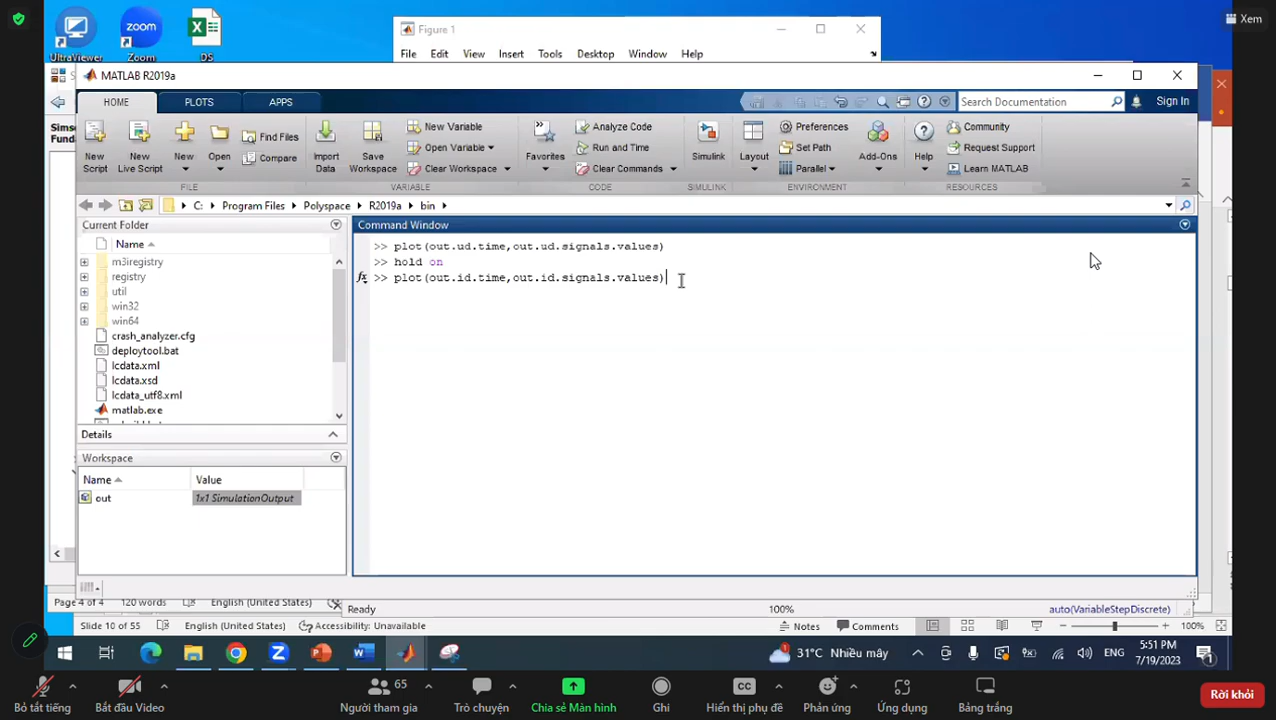 Xem
UltraViewer
Zoom
DS
Figure 1
File Edit View Insert Tools Desktop Window Help
MATLAB R2019a
HOME PLOTS APPS
Search Documentation
Sign In
New Script
New Live Script
New
Open
Find Files
Compare
Import Data
Save Workspace
New Variable
Open Variable
Clear Workspace
Favorites
Analyze Code
Run and Time
Clear Commands
Simulink
Layout
Preferences
Set Path
Parallel
Add-Ons
Help
Community
Request Support
Learn MATLAB
FILE VARIABLE CODE SIMULINK ENVIRONMENT RESOURCES
C: Program Files Polyspace R2019a bin
Current Folder
Name
m3iregistry
registry
util
win32
win64
crash_analyzer.cfg
deploytool.bat
lcdata.xml
lcdata.xsd
lcdata_utf8.xml
matlab.exe
Details
Workspace
Name Value
out 1x1 SimulationOutput
Command Window
>> plot(out.ud.time,out.ud.signals.values)
>> hold on
fx >> plot(out.id.time,out.id.signals.values)
Page 4 of 4 120 words English (United States)
Ready 100% auto(VariableStepDiscrete)
Slide 10 of 55 English (United States) Accessibility: Unavailable Notes Comments 100%
31°C Nhiều mây ENG 5:51 PM
7/19/2023
65
Bỏ tắt tiếng Bắt đầu Video Người tham gia Trò chuyện Chia sẻ Màn hình Ghi Hiển thị phụ đề Phản ứng Ứng dụng Bảng trắng Rời khỏi